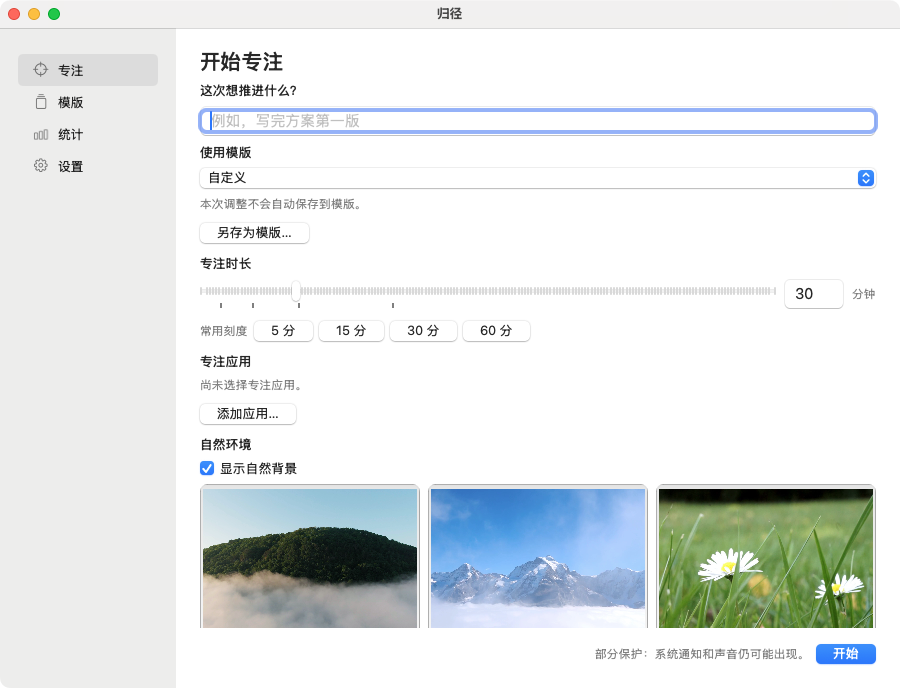 归径
专注
模版
统计
设置
开始专注
这次想推进什么?
例如，写完方案第一版
使用模版
自定义
本次调整不会自动保存到模版。
另存为模版...
专注时长
30 分钟
常用刻度 5 分 15 分 30 分 60 分
专注应用
尚未选择专注应用。
添加应用...
自然环境
显示自然背景
部分保护：系统通知和声音仍可能出现。 开始